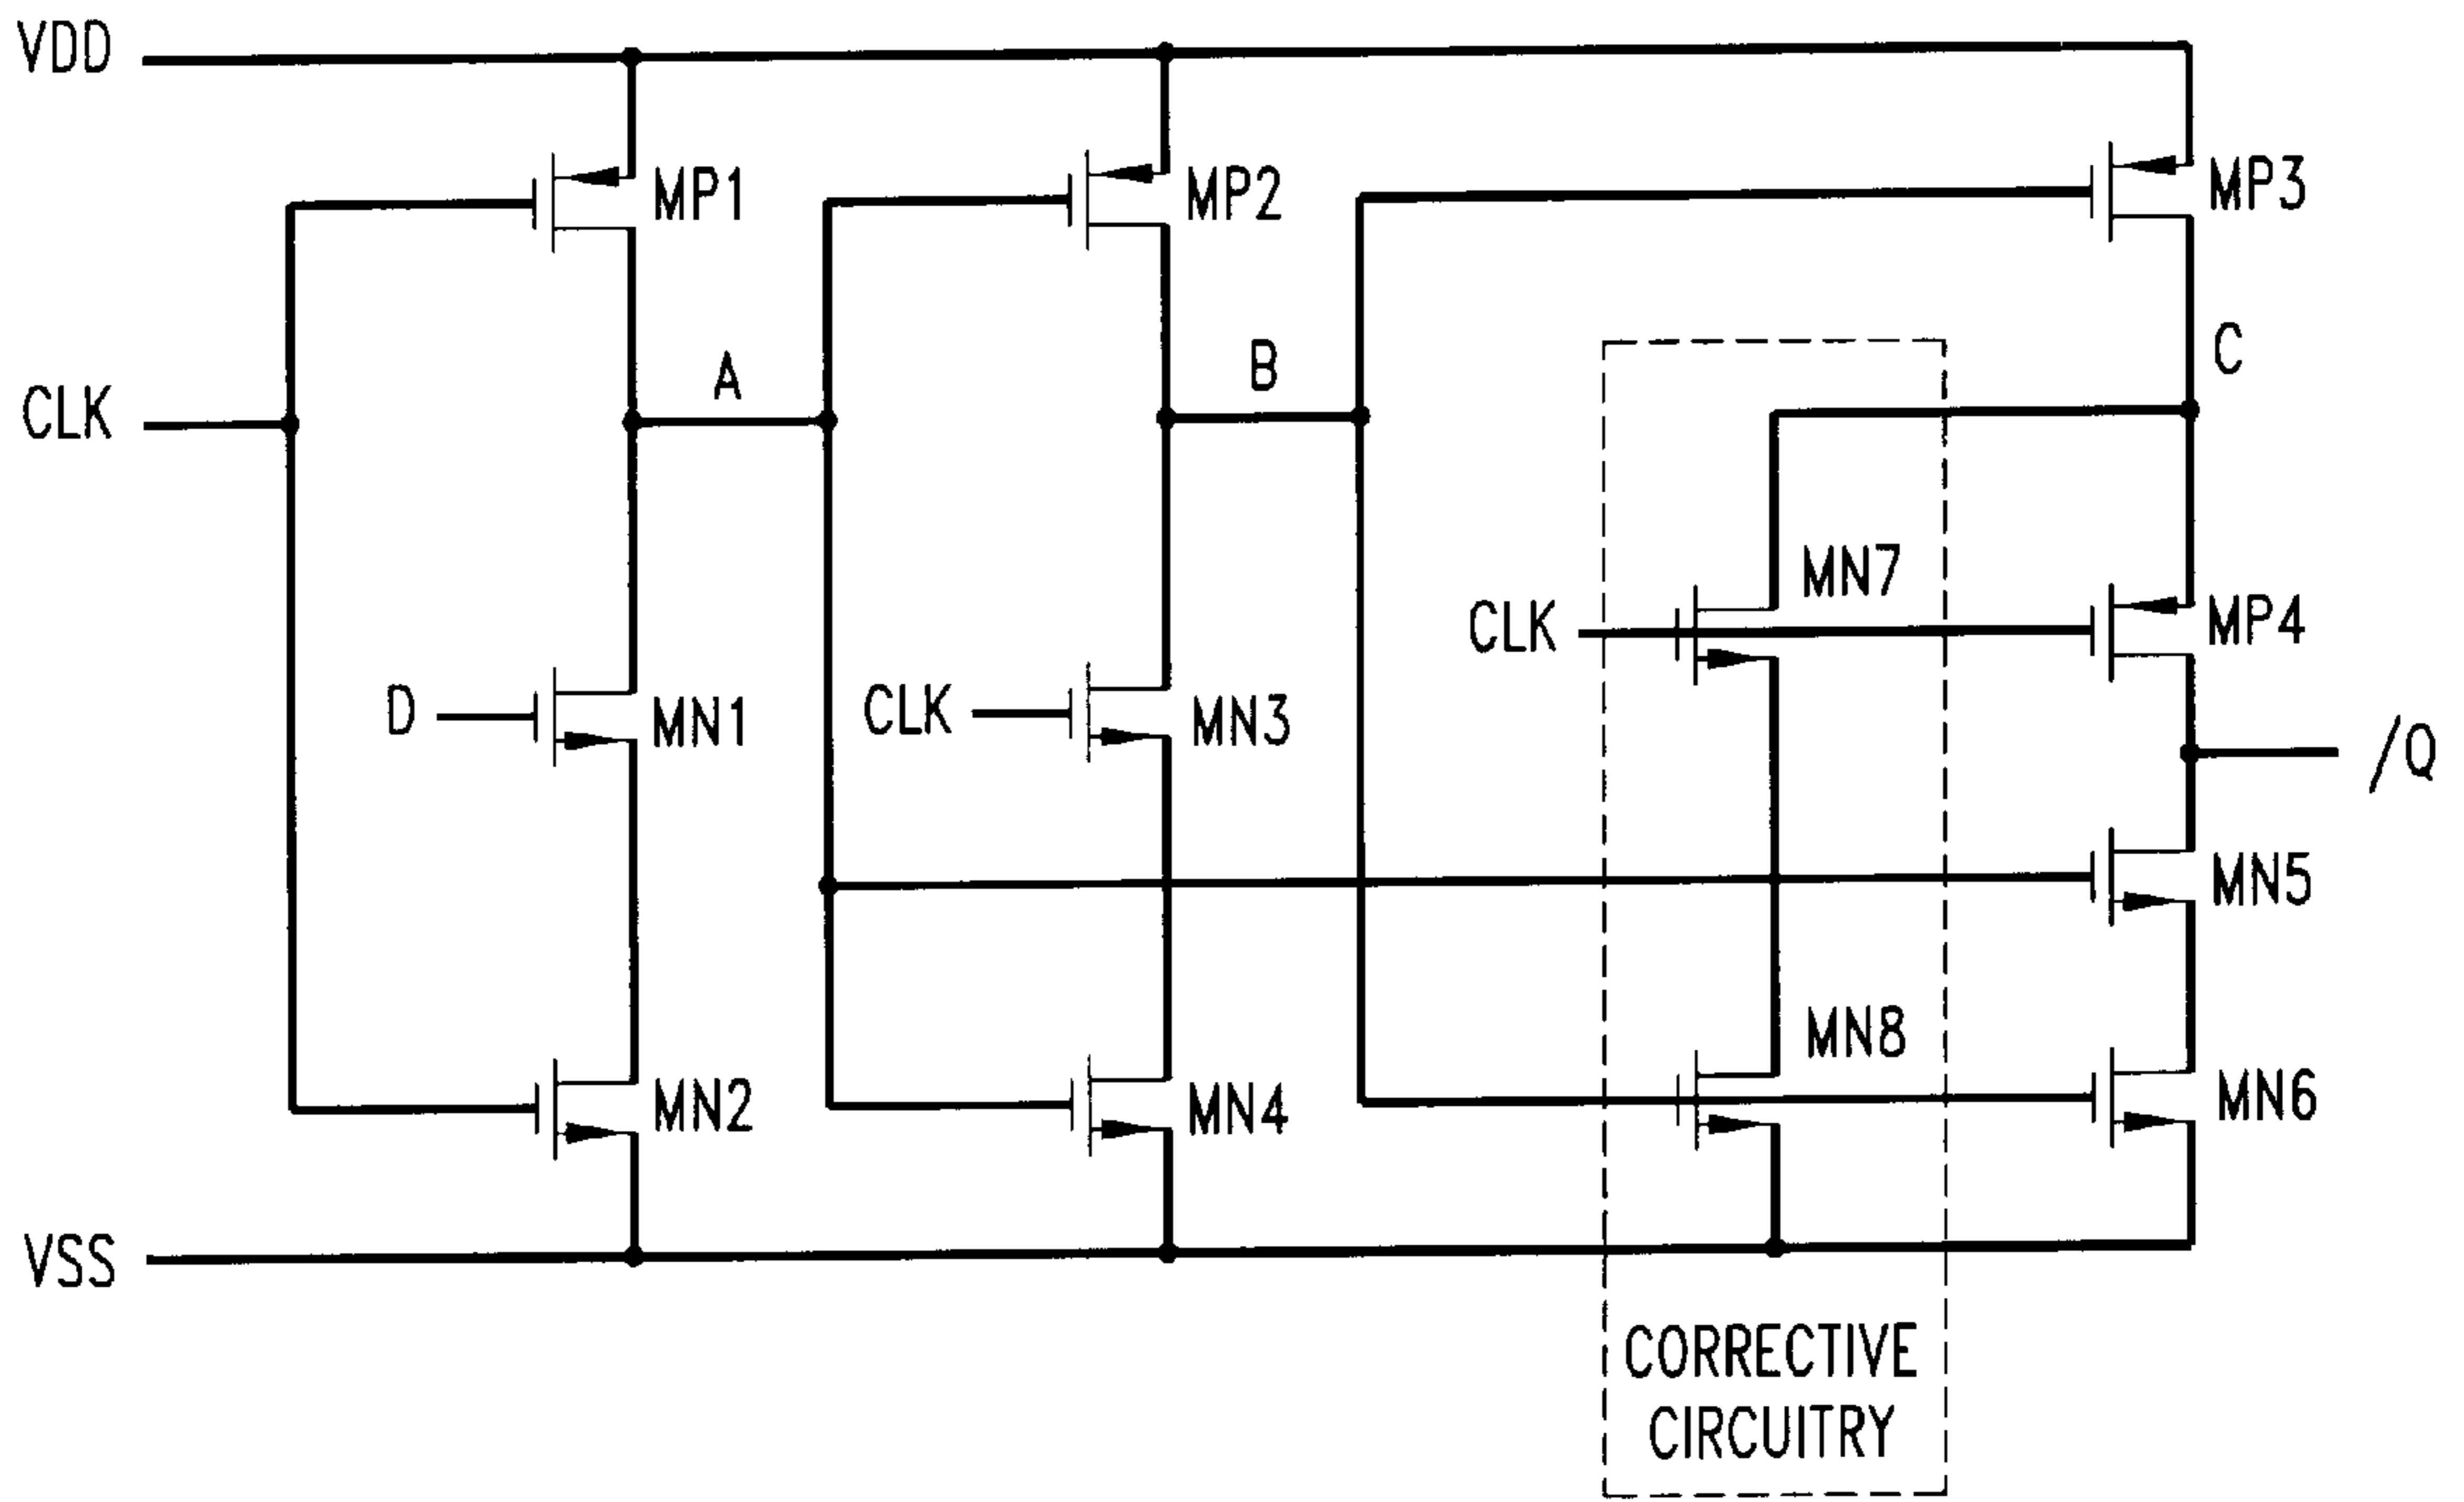 VDD
MP1
MP2
MP3
A
B
C
CLK
MN7
CLK
MP4
D
MN1
CLK
MN3
/Q
MN5
MN8
MN2
MN4
MN6
VSS
CORRECTIVE
CIRCUITRY